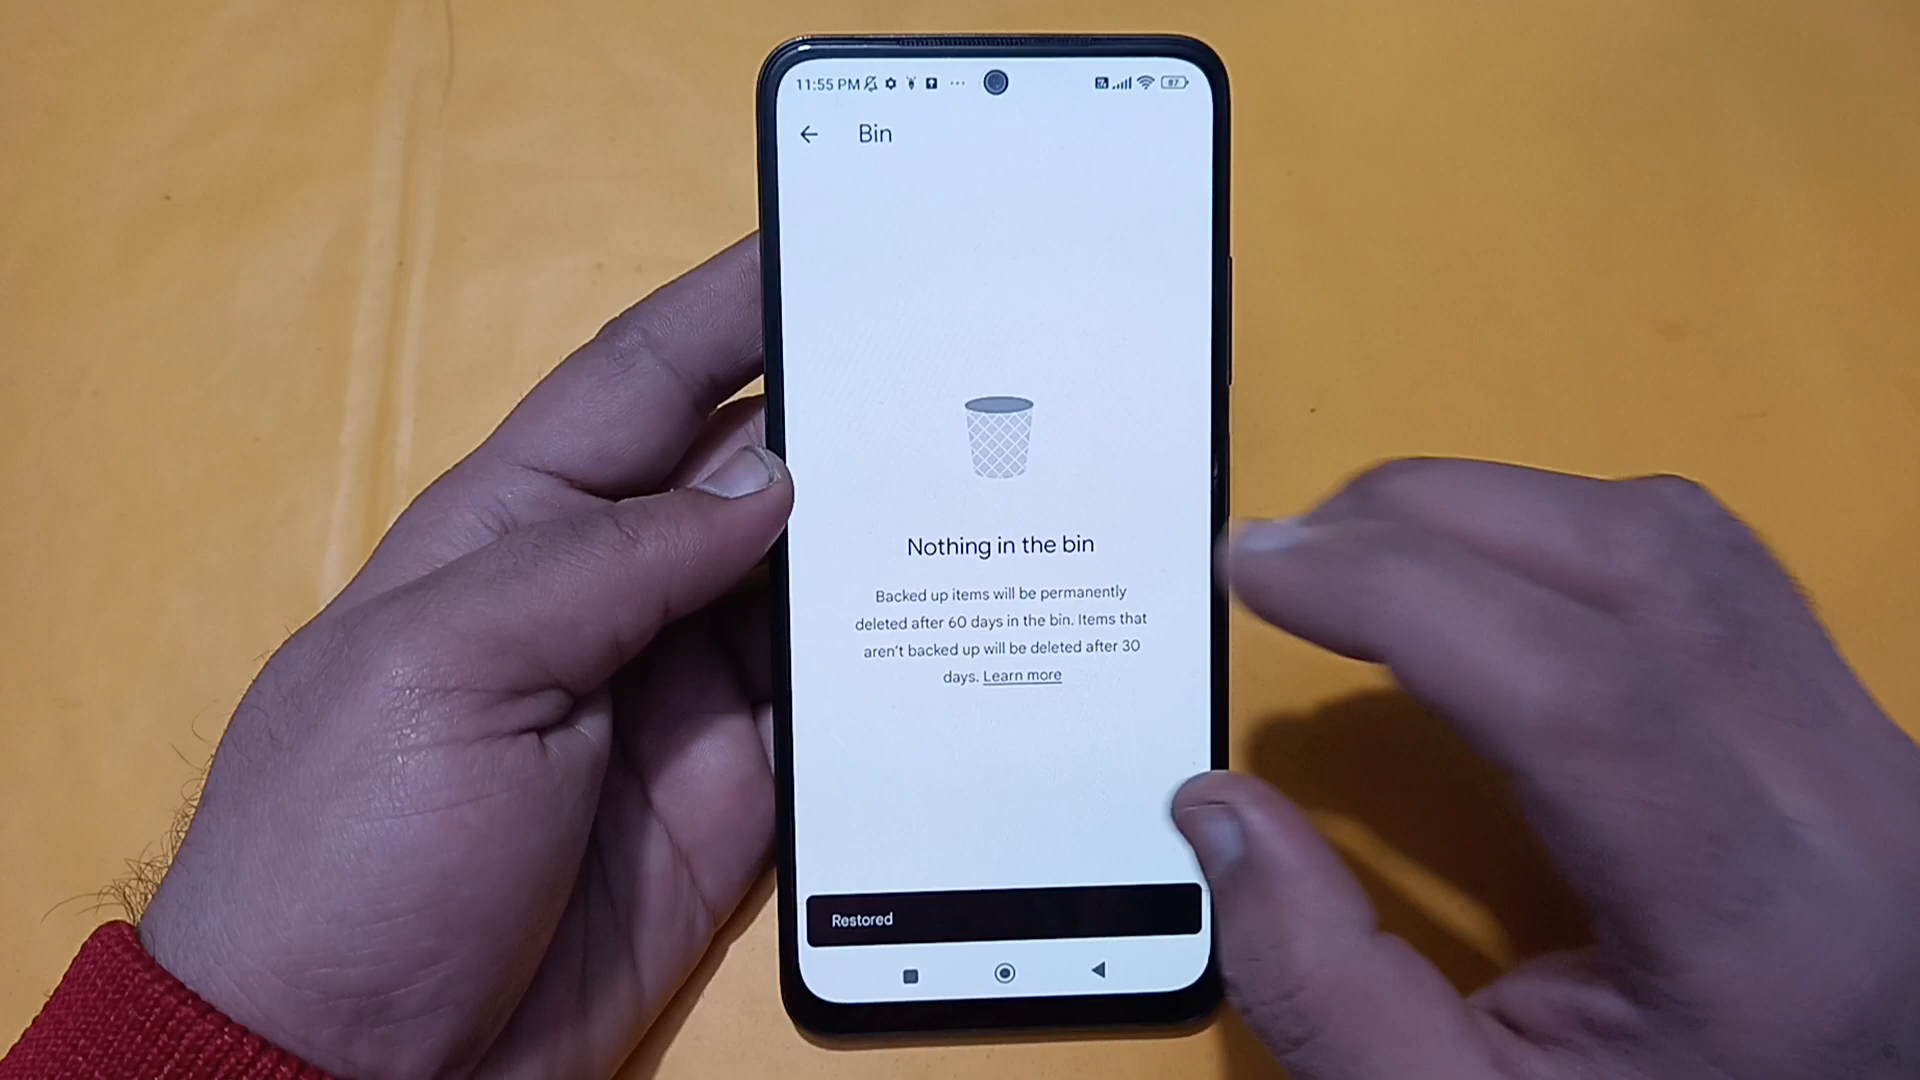 11:55 PM
87
Bin
Nothing in the bin
Backed up items will be permanently
deleted after 60 days in the bin. Items that
aren't backed up will be deleted after 30
days. Learn more
Restored